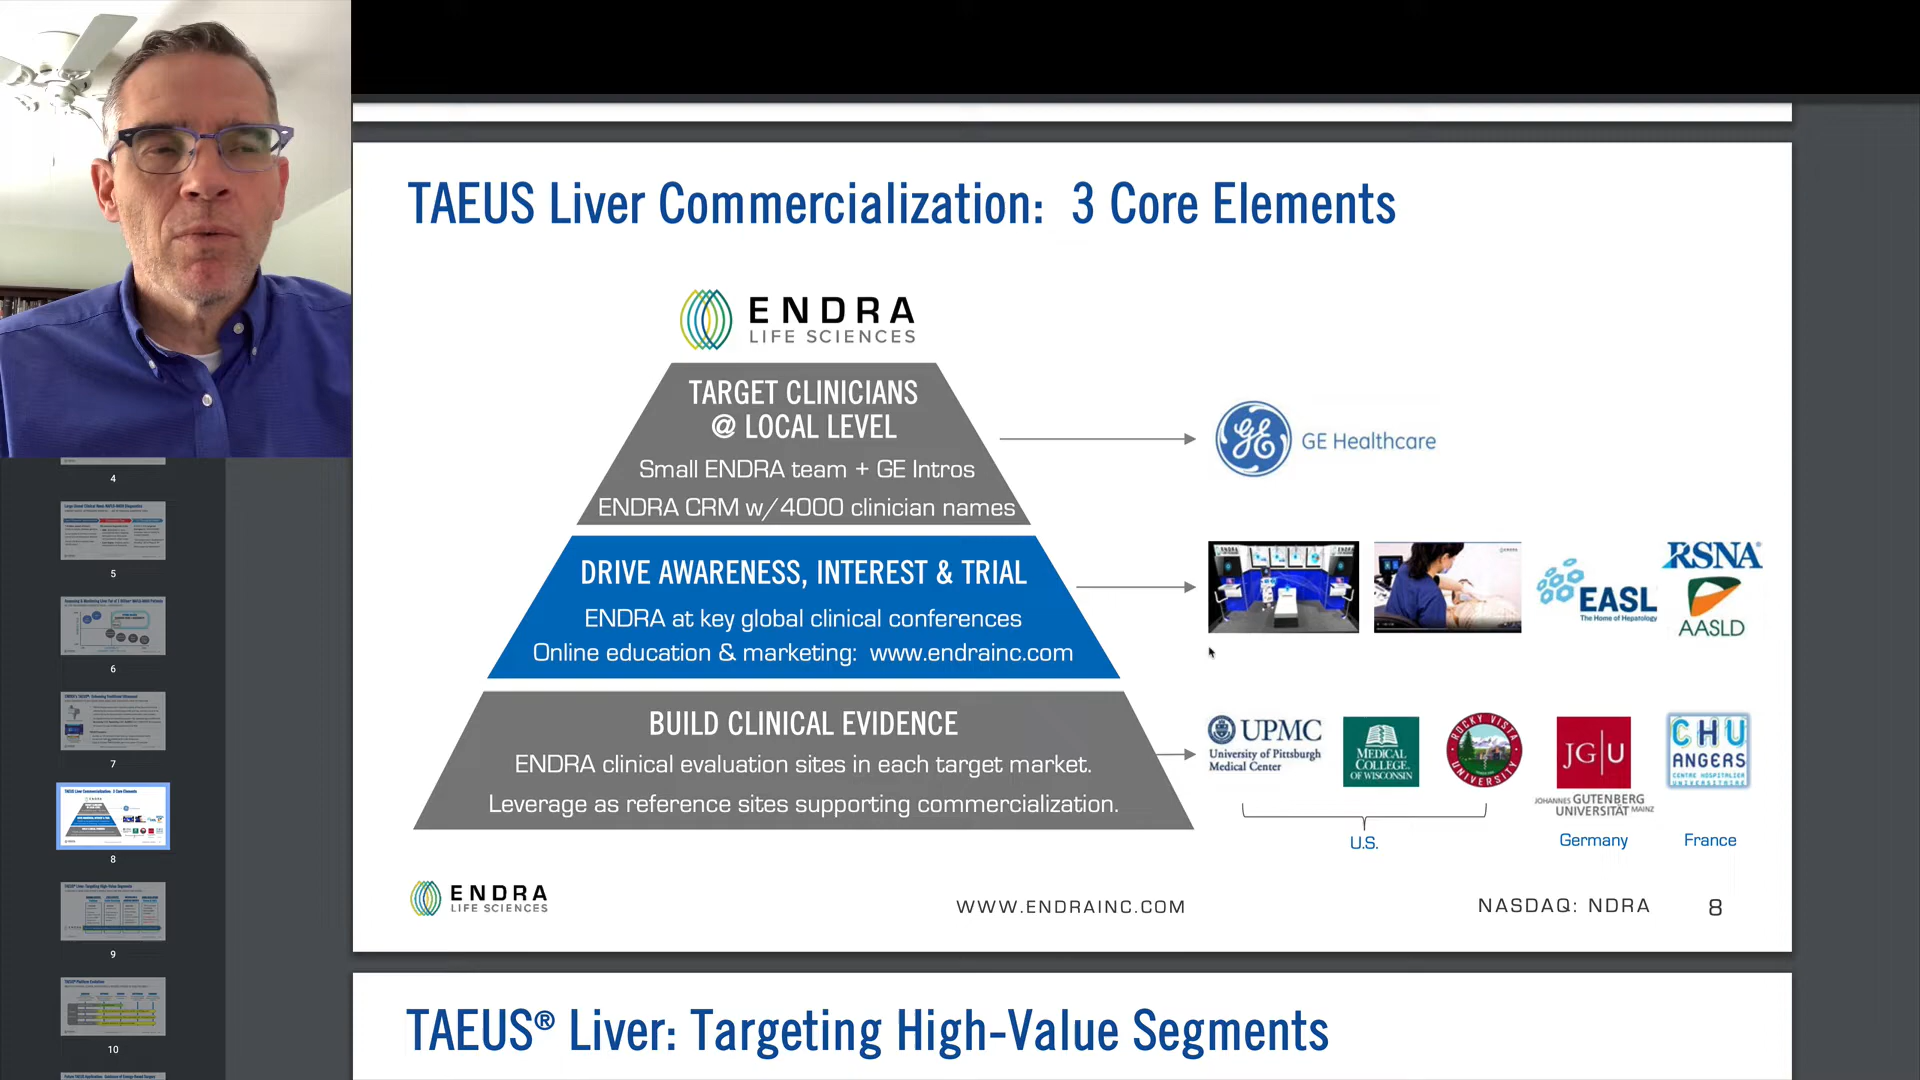 TAEUS Liver Commercialization: 3 Core Elements
ENDRA
LIFE SCIENCES
TARGET CLINICIANS
@ LOCAL LEVEL
Small ENDRA team + GE Intros
ENDRA CRM w/4000 clinician names
GE Healthcare
DRIVE AWARENESS, INTEREST & TRIAL
ENDRA at key global clinical conferences
Online education & marketing: www.endrainc.com
EASL
The Home of Hepatology
RSNA
AASLD
BUILD CLINICAL EVIDENCE
ENDRA clinical evaluation sites in each target market.
Leverage as reference sites supporting commercialization.
UPMC
University of Pittsburgh
Medical Center
MEDICAL
COLLEGE
OF WISCONSIN
ROCKY VISTA
UNIVERSITY
JG|U
JOHANNES GUTENBERG
UNIVERSITÄT MAINZ
CHU
ANGERS
CENTRE HOSPITALIER
UNIVERSITAIRE
U.S.
Germany
France
ENDRA
LIFE SCIENCES
WWW.ENDRAINC.COM
NASDAQ: NDRA
8
TAEUS® Liver: Targeting High-Value Segments
4
5
6
7
8
9
10